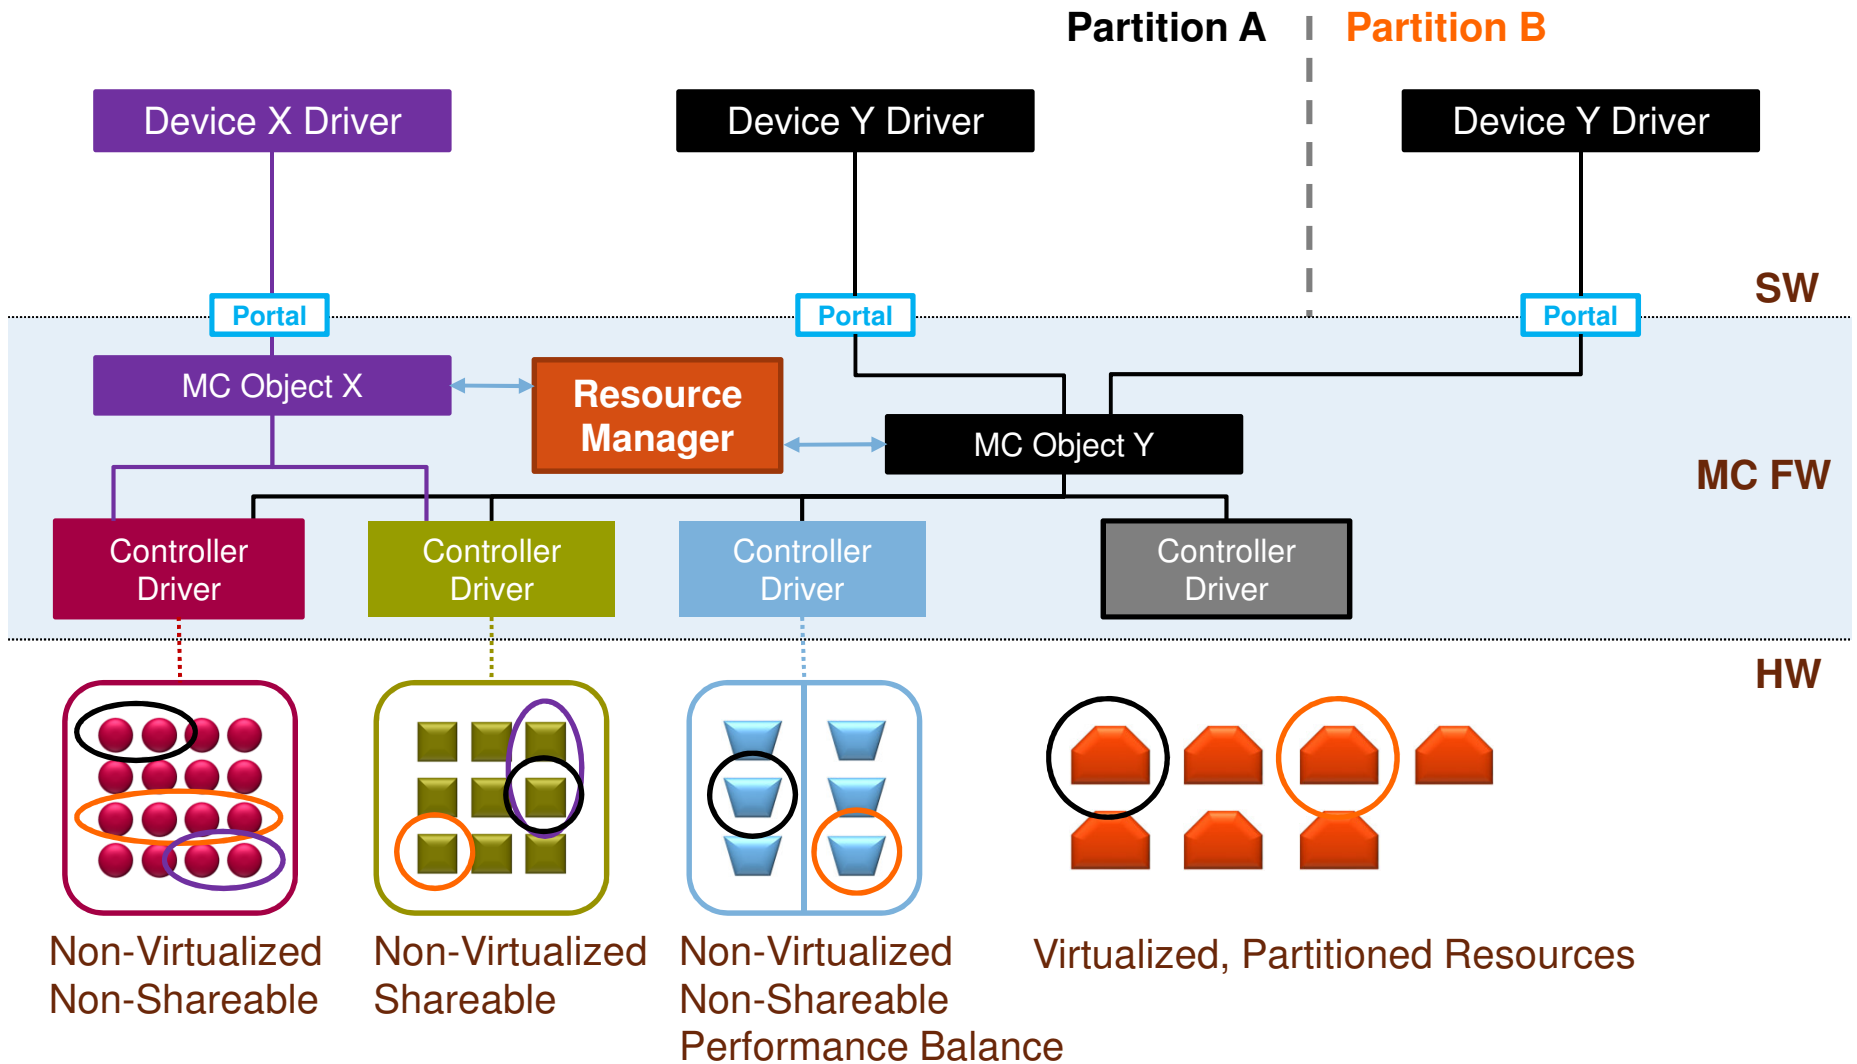 Partition A
Partition B
Device X Driver
Device Y Driver
Device Y Driver
SW
Portal
Portal
Portal
MC Object X
Resource
Manager
MC Object Y
MC FW
Controller
Driver
Controller
Driver
Controller
Driver
Controller
Driver
HW
Non-Virtualized
Non-Shareable
Non-Virtualized
Shareable
Non-Virtualized
Non-Shareable
Performance Balance
Virtualized, Partitioned Resources